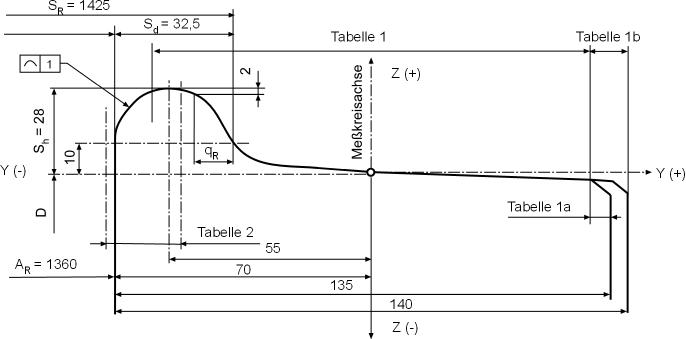 S_R = 1425
S_d = 32,5
Tabelle 1
Tabelle 1b
1
2
Z (+)
Meßkreisachse
S_h = 28
10
q_R
Y (-)
Y (+)
D
Tabelle 1a
Tabelle 2
55
A_R = 1360
70
135
140
Z (-)